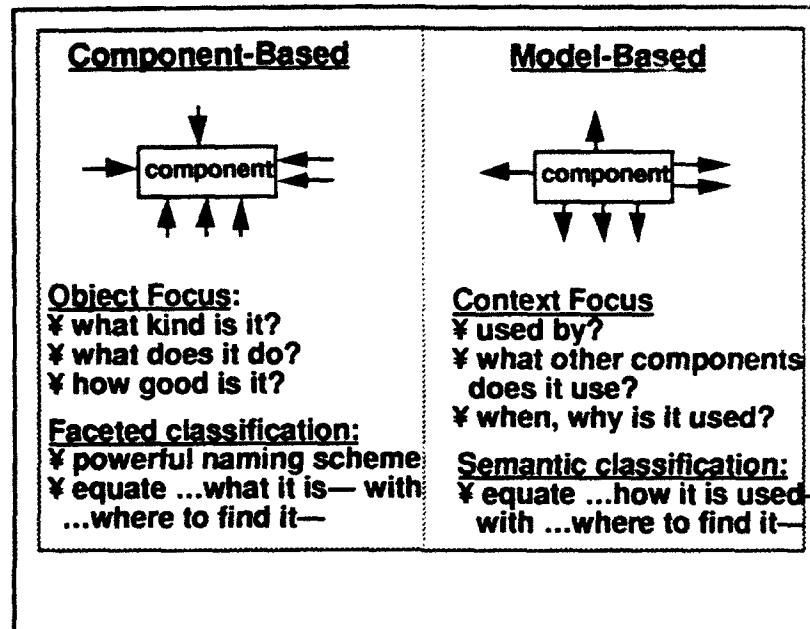 Component-Based
component
Object Focus:
¥ what kind is it?
¥ what does it do?
¥ how good is it?
Faceted classification:
¥ powerful naming scheme
¥ equate ...what it is— with
...where to find it—
Model-Based
component
Context Focus
¥ used by?
¥ what other components
does it use?
¥ when, why is it used?
Semantic classification:
¥ equate ...how it is used-
with ...where to find it—